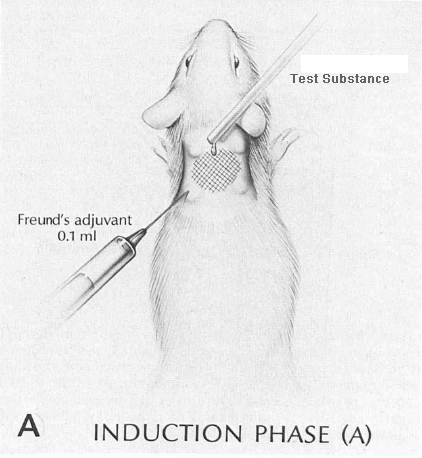 Test Substance
Freund's adjuvant
0.1 ml
A INDUCTION PHASE (A)